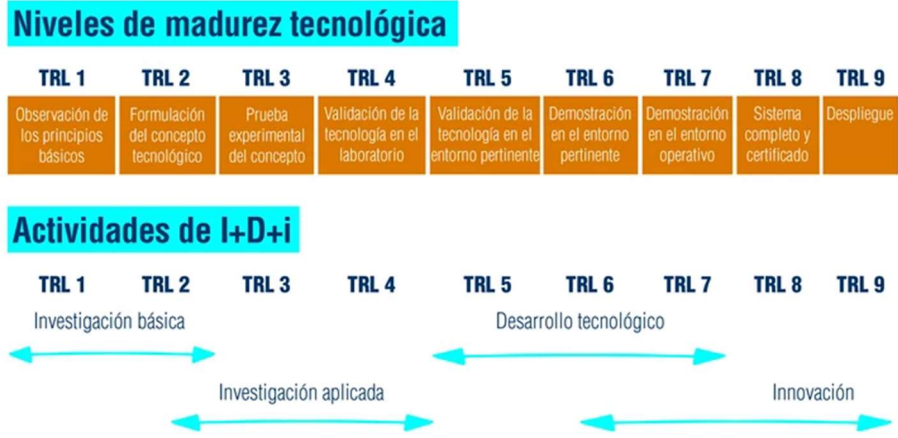 Niveles de madurez tecnológica
TRL 1 TRL 2 TRL 3 TRL 4 TRL 5 TRL 6 TRL 7 TRL 8 TRL 9
Observación de
los principios
básicos
Formulación
del concepto
tecnológico
Prueba
experimental
del concepto
Validación de la
tecnología en el
laboratorio
Validación de la
tecnología en el
entorno pertinente
Demostración
en el entorno
pertinente
Demostración
en el entorno
operativo
Sistema
completo y
certificado
Despliegue
Actividades de I+D+i
TRL 1 TRL 2 TRL 3 TRL 4 TRL 5 TRL 6 TRL 7 TRL 8 TRL 9
Investigación básica
Desarrollo tecnológico
Investigación aplicada
Innovación